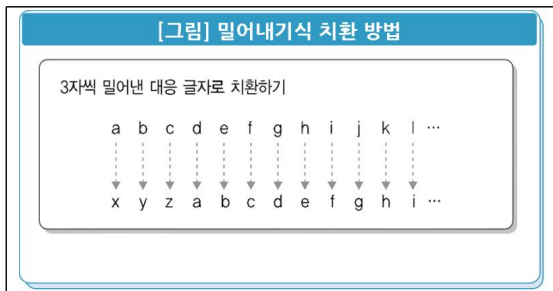 [그림] 밀어내기식 치환 방법
3자씩 밀어낸 대응 글자로 치환하기
a b c d e f g h i j k l ···
x y z a b c d e f g h i ···